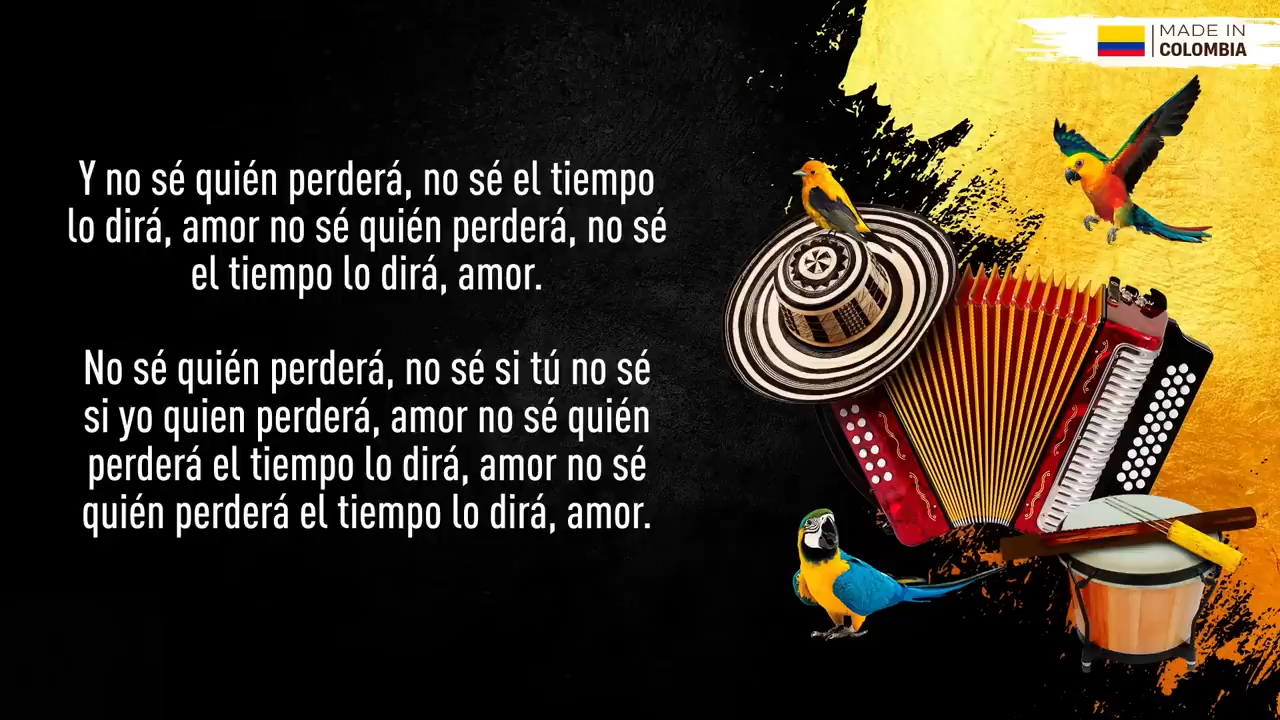 MADE IN
COLOMBIA
Y no sé quién perderá, no sé el tiempo
lo dirá, amor no sé quién perderá, no sé
el tiempo lo dirá, amor.
No sé quién perderá, no sé si tú no sé
si yo quien perderá, amor no sé quién
perderá el tiempo lo dirá, amor no sé
quién perderá el tiempo lo dirá, amor.